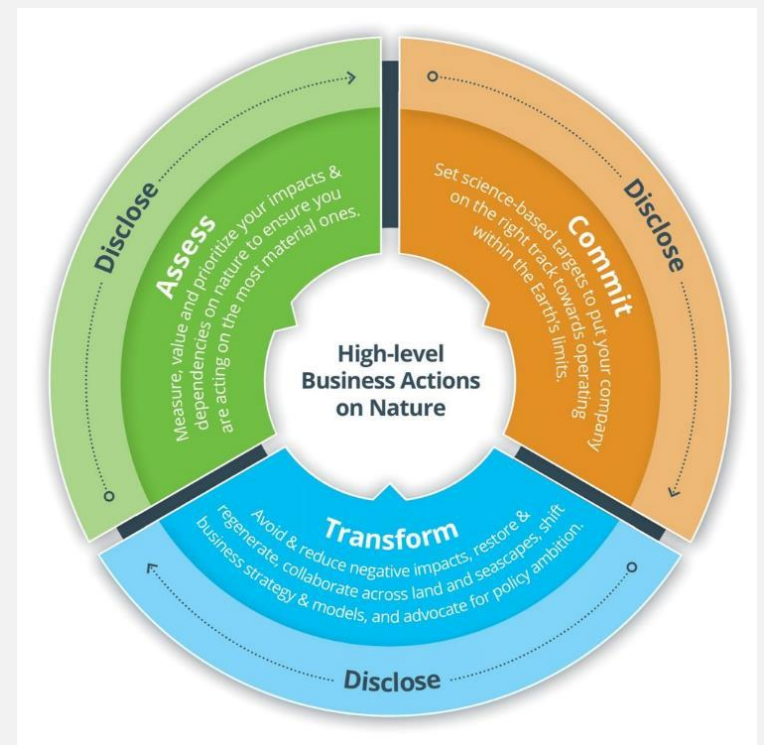 High-level
Business Actions
on Nature
Disclose
Assess
Measure, value and prioritize your impacts &
dependencies on nature to ensure you
are acting on the most material ones.
Disclose
Commit
Set science-based targets to put your company
on the right track towards operating
within the Earth's limits.
Transform
Avoid & reduce negative impacts, restore &
regenerate, collaborate across land and seascapes, shift
business strategy & models, and advocate for policy ambition.
Disclose